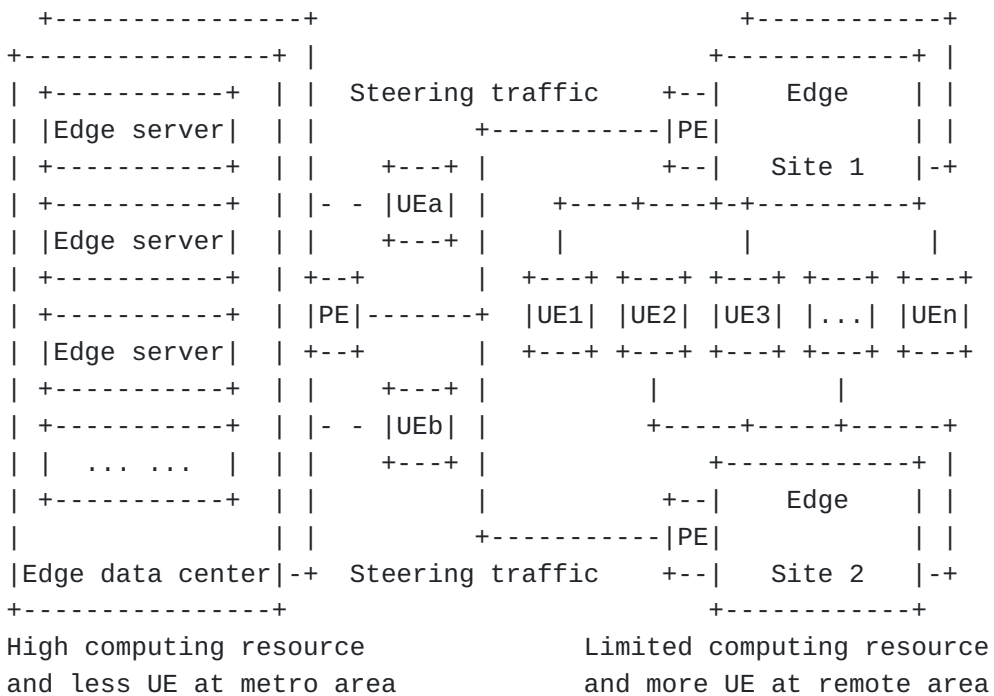 +----------------+                       +------------+
+----------------+ |                     +------------+ |
| +-----------+  | |  Steering traffic   +--|    Edge    | |
| |Edge server|  | |          +-----------|PE|            | |
| +-----------+  | |    +---+ |           +--|   Site 1   |-+
| +-----------+  | |- - |UEa| |    +----+----+-+----------+
| |Edge server|  | |    +---+ |    |           |           |
| +-----------+  | +--+       |  +---+ +---+ +---+ +---+ +---+
| +-----------+  | |PE|-------+  |UE1| |UE2| |UE3| |...| |UEn|
| |Edge server|  | +--+       |  +---+ +---+ +---+ +---+ +---+
| +-----------+  | |    +---+ |          |           |
| +-----------+  | |- - |UEb| |          +-----+-----+------+
| |  ... ...  |  | |    +---+ |              +------------+ |
| +-----------+  | |          |           +--|    Edge    | |
|                | |          +-----------|PE|            | |
|Edge data center|-+  Steering traffic    +--|   Site 2   |-+
+----------------+                           +------------+
High computing resource              Limited computing resource
and less UE at metro area            and more UE at remote area